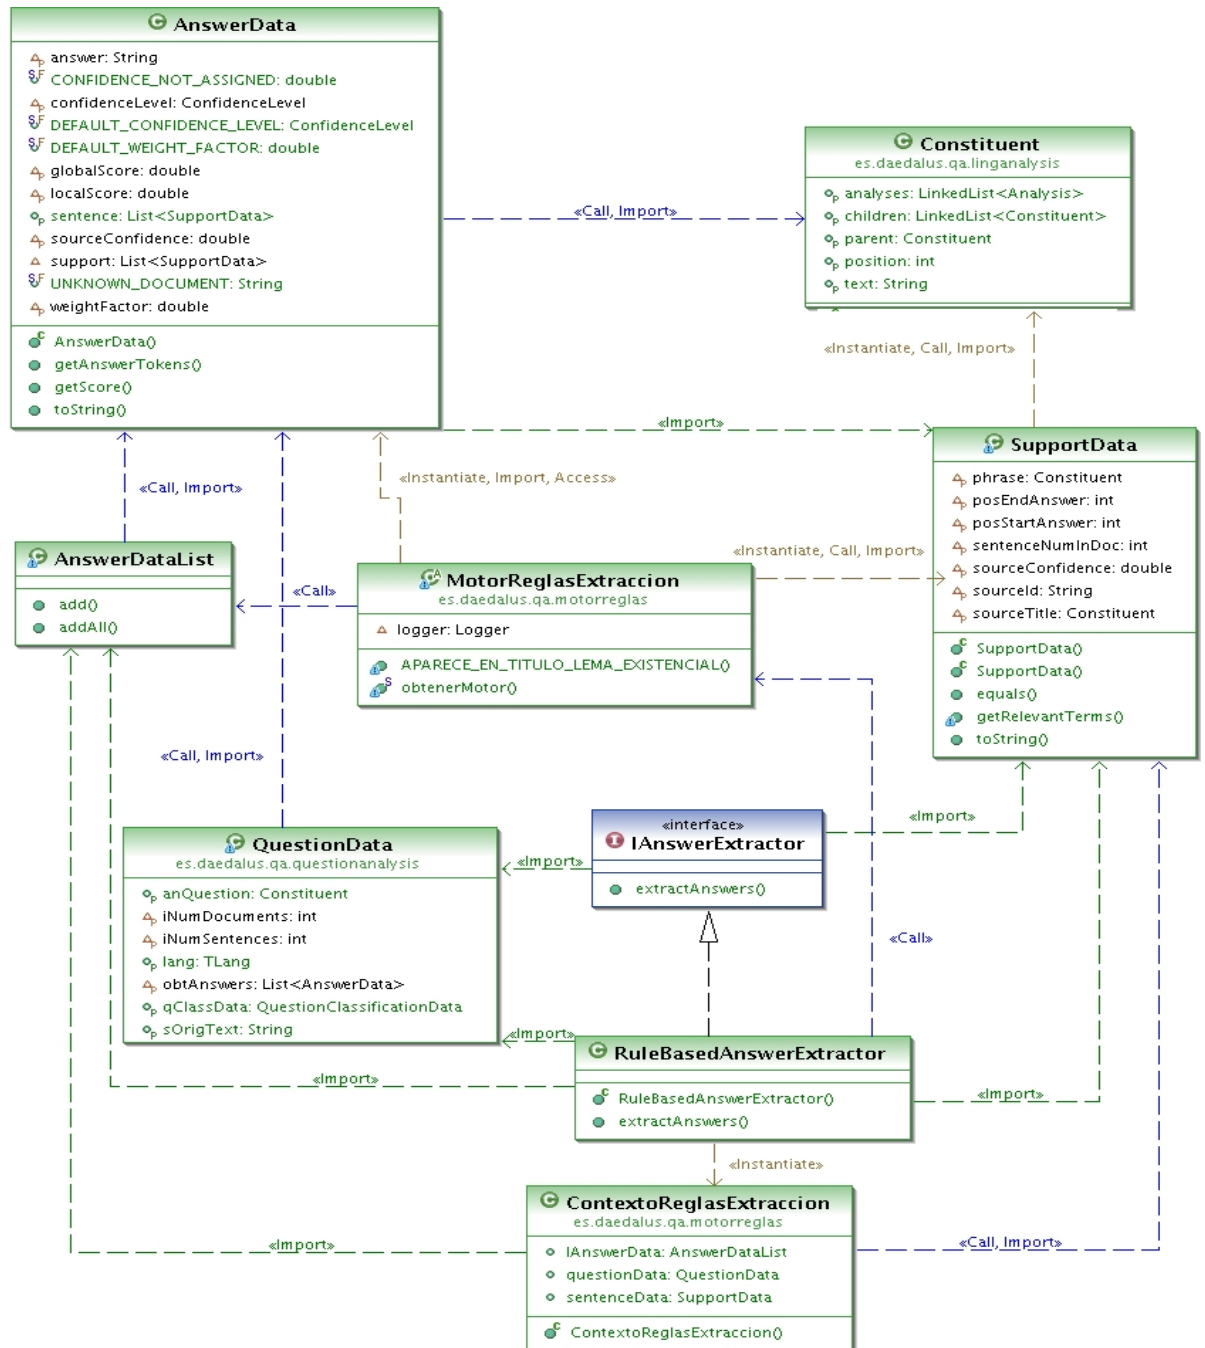 AnswerData
answer: String
CONFIDENCE_NOT_ASSIGNED: double
confidenceLevel: ConfidenceLevel
DEFAULT_CONFIDENCE_LEVEL: ConfidenceLevel
DEFAULT_WEIGHT_FACTOR: double
globalScore: double
localScore: double
sentence: List<SupportData>
sourceConfidence: double
support: List<SupportData>
UNKNOWN_DOCUMENT: String
weightFactor: double
AnswerData()
getAnswerTokens()
getScore()
toString()
«Call, Import»
Constituent
es.daedalus.qa.linganalysis
analyses: LinkedList<Analysis>
children: LinkedList<Constituent>
parent: Constituent
position: int
text: String
«Instantiate, Call, Import»
«Import»
SupportData
phrase: Constituent
posEndAnswer: int
posStartAnswer: int
sentenceNumInDoc: int
sourceConfidence: double
sourceId: String
sourceTitle: Constituent
SupportData()
SupportData()
equals()
getRelevantTerms()
toString()
«Call, Import»
«Instantiate, Import, Access»
AnswerDataList
add()
addAll()
«Call»
«Instantiate, Call, Import»
MotorReglasExtraccion
es.daedalus.qa.motorreglas
logger: Logger
APARECE_EN_TITULO_LEMA_EXISTENCIAL()
obtenerMotor()
«Call, Import»
QuestionData
es.daedalus.qa.questionanalysis
anQuestion: Constituent
iNumDocuments: int
iNumSentences: int
lang: TLang
obtAnswers: List<AnswerData>
qClassData: QuestionClassificationData
sOrigText: String
«Import»
«interface»
IAnswerExtractor
extractAnswers()
«Import»
«Call»
«Import»
«Import»
RuleBasedAnswerExtractor
RuleBasedAnswerExtractor()
extractAnswers()
«Import»
«Instantiate»
ContextoReglasExtraccion
es.daedalus.qa.motorreglas
lAnswerData: AnswerDataList
questionData: QuestionData
sentenceData: SupportData
ContextoReglasExtraccion()
«Import»
«Call, Import»